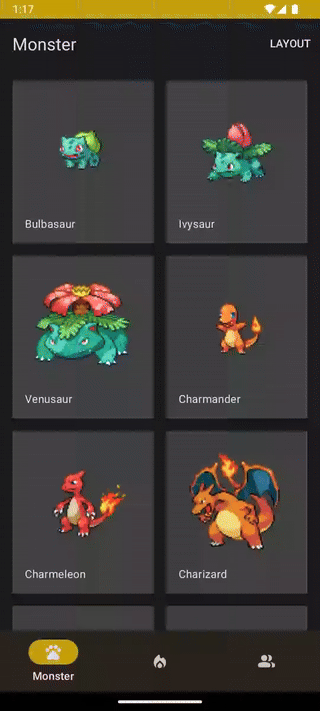 1:17
Monster
LAYOUT
Bulbasaur
Ivysaur
Venusaur
Charmander
Charmeleon
Charizard
Monster